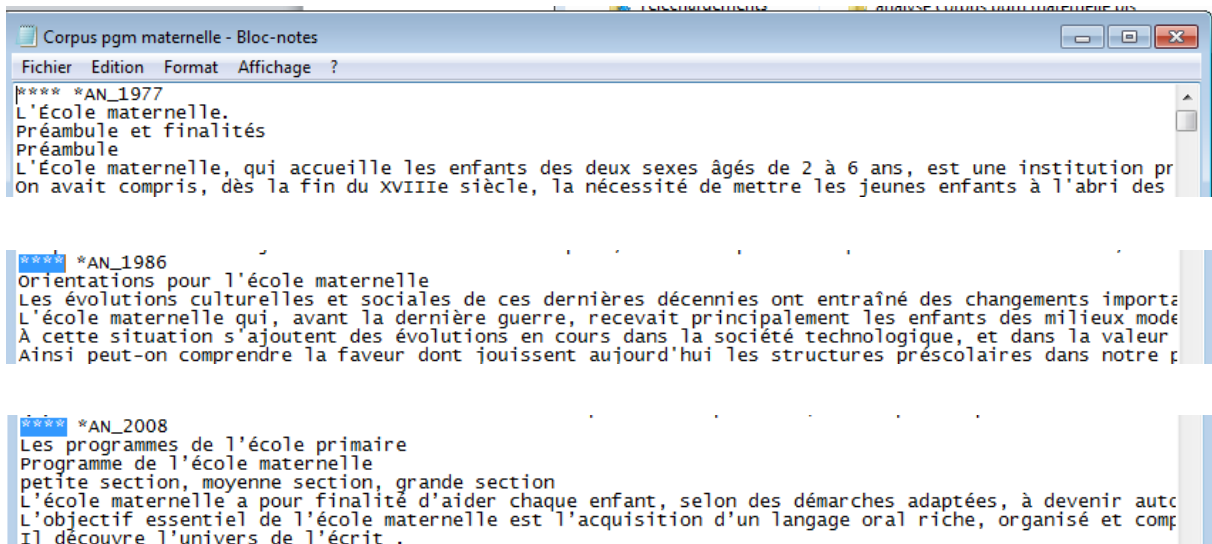 Téléchargements analyse corpus pgm maternelle pls
Corpus pgm maternelle - Bloc-notes
Fichier Edition Format Affichage ?
**** *AN_1977
L'École maternelle.
Préambule et finalités
Préambule
L'École maternelle, qui accueille les enfants des deux sexes âgés de 2 à 6 ans, est une institution pr
On avait compris, dès la fin du XVIIIe siècle, la nécessité de mettre les jeunes enfants à l'abri des
**** *AN_1986
Orientations pour l'école maternelle
Les évolutions culturelles et sociales de ces dernières décennies ont entraîné des changements importa
L'école maternelle qui, avant la dernière guerre, recevait principalement les enfants des milieux mode
À cette situation s'ajoutent des évolutions en cours dans la société technologique, et dans la valeur
Ainsi peut-on comprendre la faveur dont jouissent aujourd'hui les structures préscolaires dans notre p
**** *AN_2008
Les programmes de l’école primaire
Programme de l’école maternelle
petite section, moyenne section, grande section
L’école maternelle a pour finalité d’aider chaque enfant, selon des démarches adaptées, à devenir auto
L’objectif essentiel de l’école maternelle est l’acquisition d’un langage oral riche, organisé et comp
Il découvre l’univers de l’écrit .